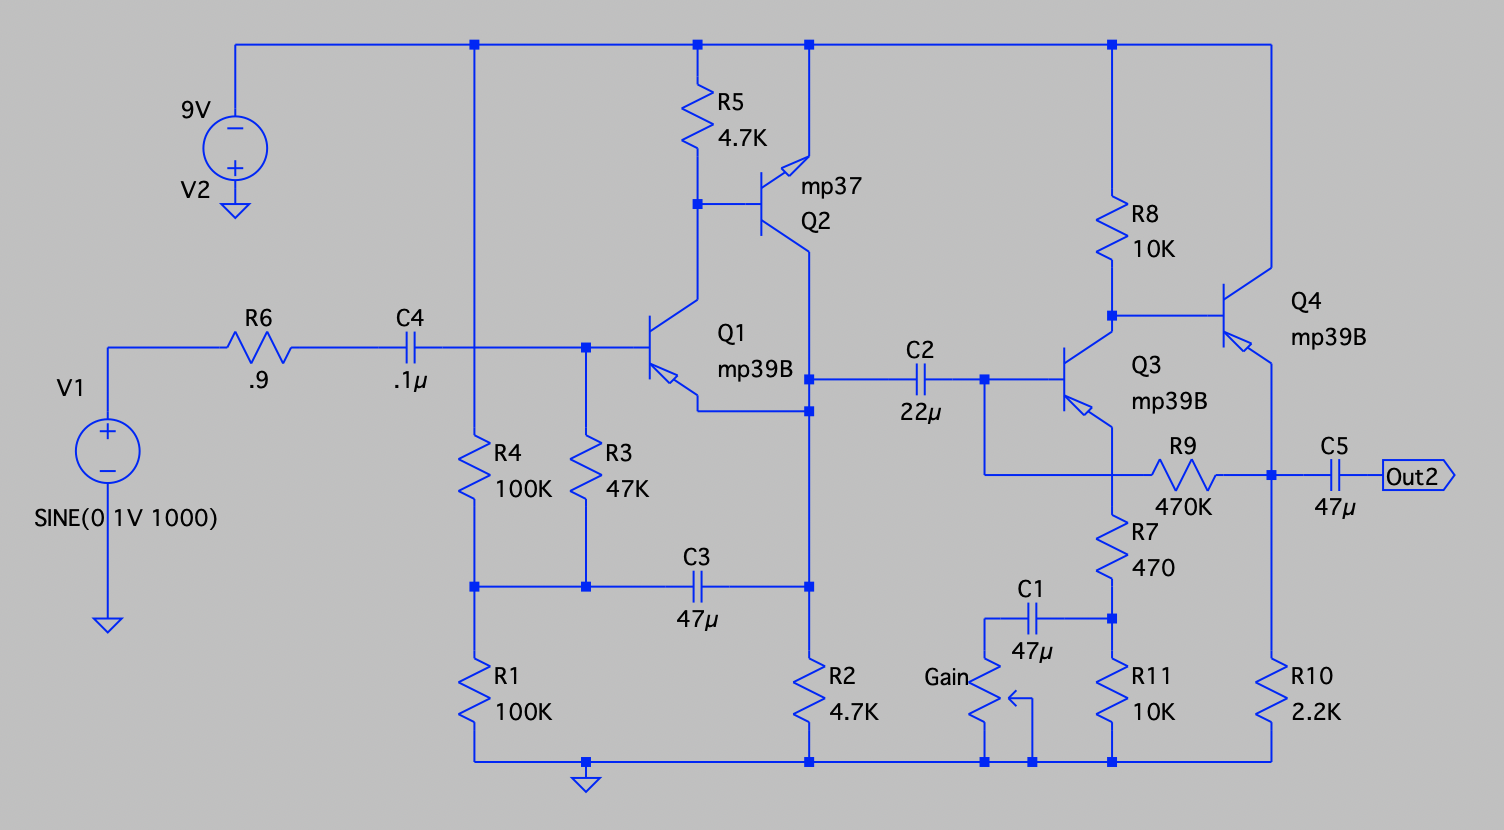 9V
V2
R5
4.7K
mp37
Q2
R8
10K
Q4
mp39B
R6
.9
C4
.1µ
V1
SINE(0 1V 1000)
Q1
mp39B
C2
22µ
Q3
mp39B
R4
100K
R3
47K
R9
470K
C5
47µ
Out2
R7
470
C3
47µ
C1
47µ
R1
100K
R2
4.7K
Gain
R11
10K
R10
2.2K